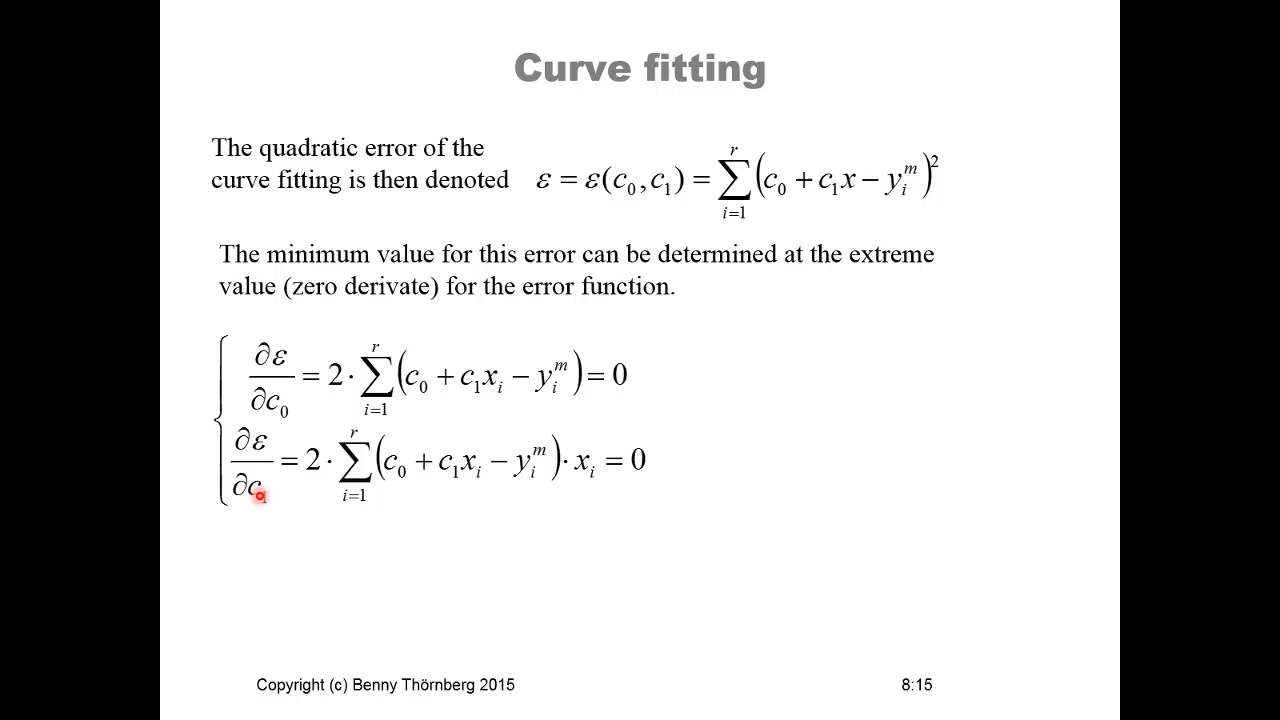 Curve fitting
The quadratic error of the
curve fitting is then denoted ε = ε(c₀, c₁) = ∑_{i=1}^{r} (c₀ + c₁x − y_i^m)²
The minimum value for this error can be determined at the extreme
value (zero derivate) for the error function.
∂ε/∂c₀ = 2 · ∑_{i=1}^{r} (c₀ + c₁x_i − y_i^m) = 0
∂ε/∂c₁ = 2 · ∑_{i=1}^{r} (c₀ + c₁x_i − y_i^m) · x_i = 0
Copyright (c) Benny Thörnberg 2015
8:15